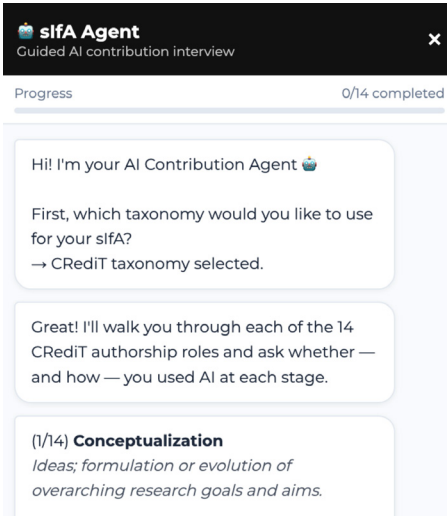 🤖 sIfA Agent
Guided AI contribution interview
×
Progress
0/14 completed
Hi! I'm your AI Contribution Agent 🤖
First, which taxonomy would you like to use
for your sIfA?
→ CRediT taxonomy selected.
Great! I'll walk you through each of the 14
CRediT authorship roles and ask whether —
and how — you used AI at each stage.
(1/14) Conceptualization
Ideas; formulation or evolution of
overarching research goals and aims.